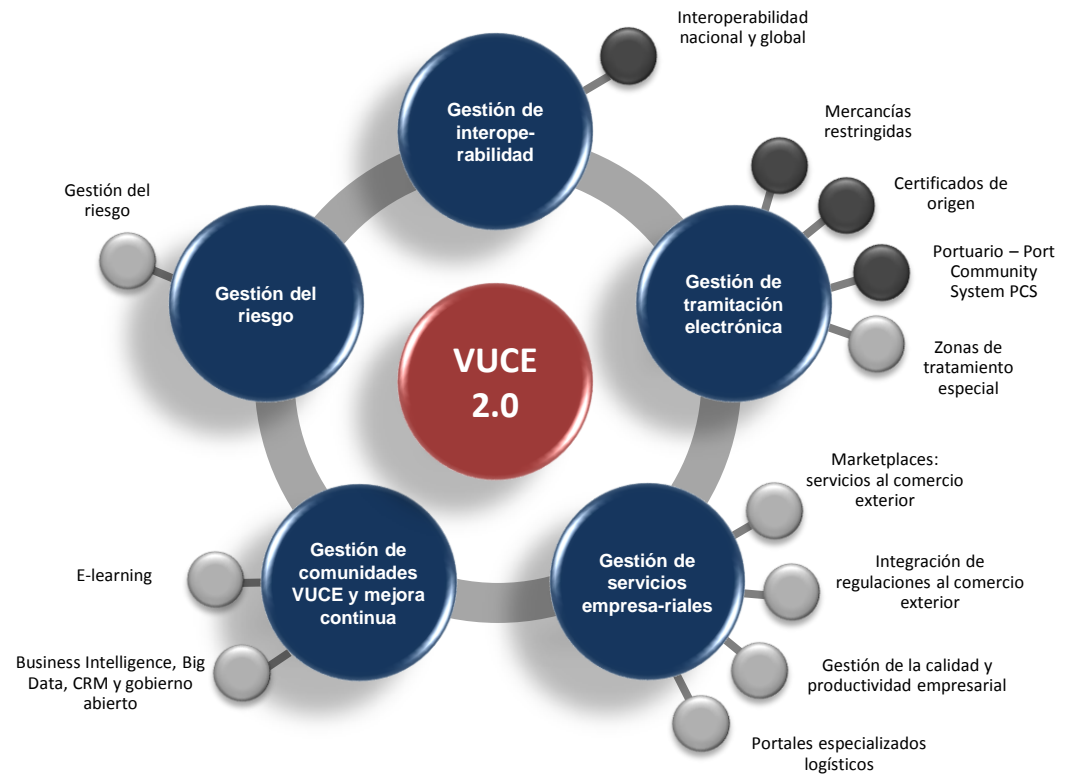 Interoperabilidad
nacional y global
Gestión de
interope-
rabilidad
Mercancías
restringidas
Certificados de
origen
Portuario – Port
Community
System PCS
Zonas de
tratamiento
especial
Gestión de
tramitación
electrónica
Gestión del
riesgo
Gestión del
riesgo
VUCE
2.0
Marketplaces:
servicios al comercio
exterior
Integración de
regulaciones al comercio
exterior
Gestión de la calidad y
productividad empresarial
Portales especializados
logísticos
Gestión de
servicios
empresa-riales
Gestión de
comunidades
VUCE y mejora
continua
E-learning
Business Intelligence, Big
Data, CRM y gobierno
abierto